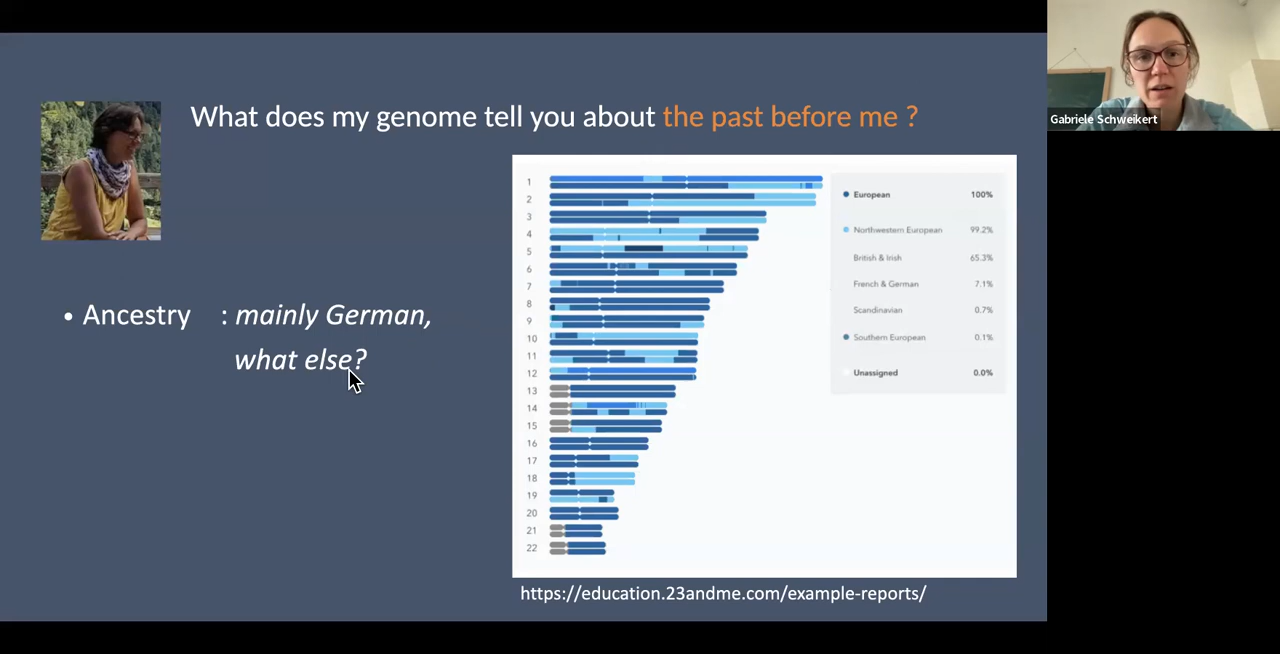 What does my genome tell you about the past before me ?
Gabriele Schweikert
• Ancestry : mainly German,
what else?
1
2
3
4
5
6
7
8
9
10
11
12
13
14
15
16
17
18
19
20
21
22
European 100%
Northwestern European 99.2%
British & Irish 65.3%
French & German 7.1%
Scandinavian 0.7%
Southern European 0.1%
Unassigned 0.0%
https://education.23andme.com/example-reports/